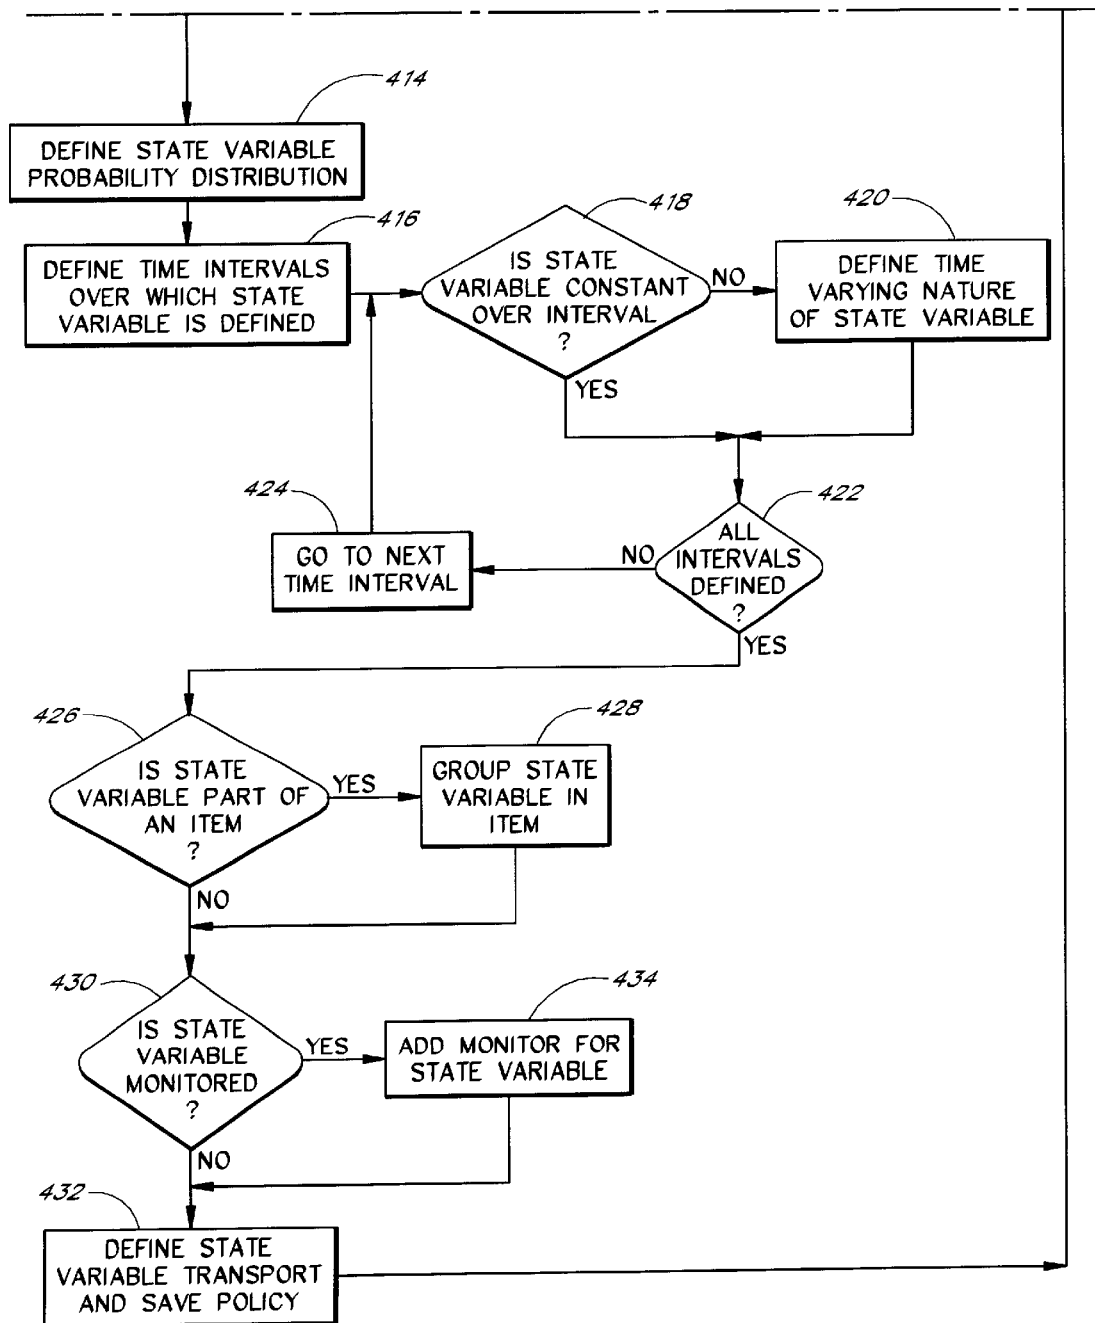 414
DEFINE STATE VARIABLE
PROBABILITY DISTRIBUTION
416
DEFINE TIME INTERVALS
OVER WHICH STATE
VARIABLE IS DEFINED
418
IS STATE
VARIABLE CONSTANT
OVER INTERVAL
?
NO
YES
420
DEFINE TIME
VARYING NATURE
OF STATE VARIABLE
422
ALL
INTERVALS
DEFINED
?
NO
YES
424
GO TO NEXT
TIME INTERVAL
426
IS STATE
VARIABLE PART OF
AN ITEM
?
YES
NO
428
GROUP STATE
VARIABLE IN
ITEM
430
IS STATE
VARIABLE
MONITORED
?
YES
NO
434
ADD MONITOR FOR
STATE VARIABLE
432
DEFINE STATE
VARIABLE TRANSPORT
AND SAVE POLICY